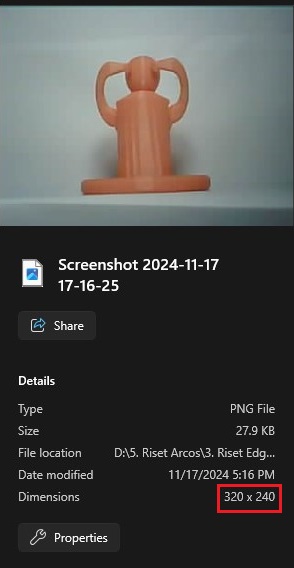 Screenshot 2024-11-17
17-16-25
Share
Details
Type PNG File
Size 27.9 KB
File location D:\5. Riset Arcos\3. Riset Edg...
Date modified 11/17/2024 5:16 PM
Dimensions 320 x 240
Properties